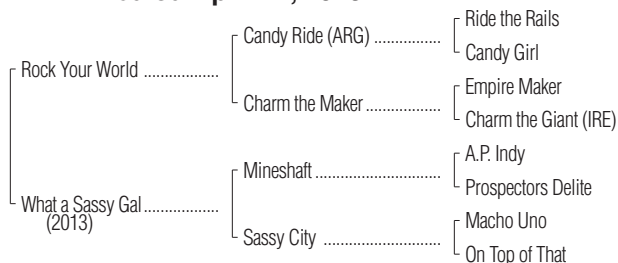 Ride the Rails
Candy Ride (ARG) ................
Candy Girl
Rock Your World ..................
Empire Maker
Charm the Maker ..................
Charm the Giant (IRE)
A.P. Indy
Mineshaft ..............................
Prospectors Delite
What a Sassy Gal ..................
(2013)
Macho Uno
Sassy City ............................
On Top of That